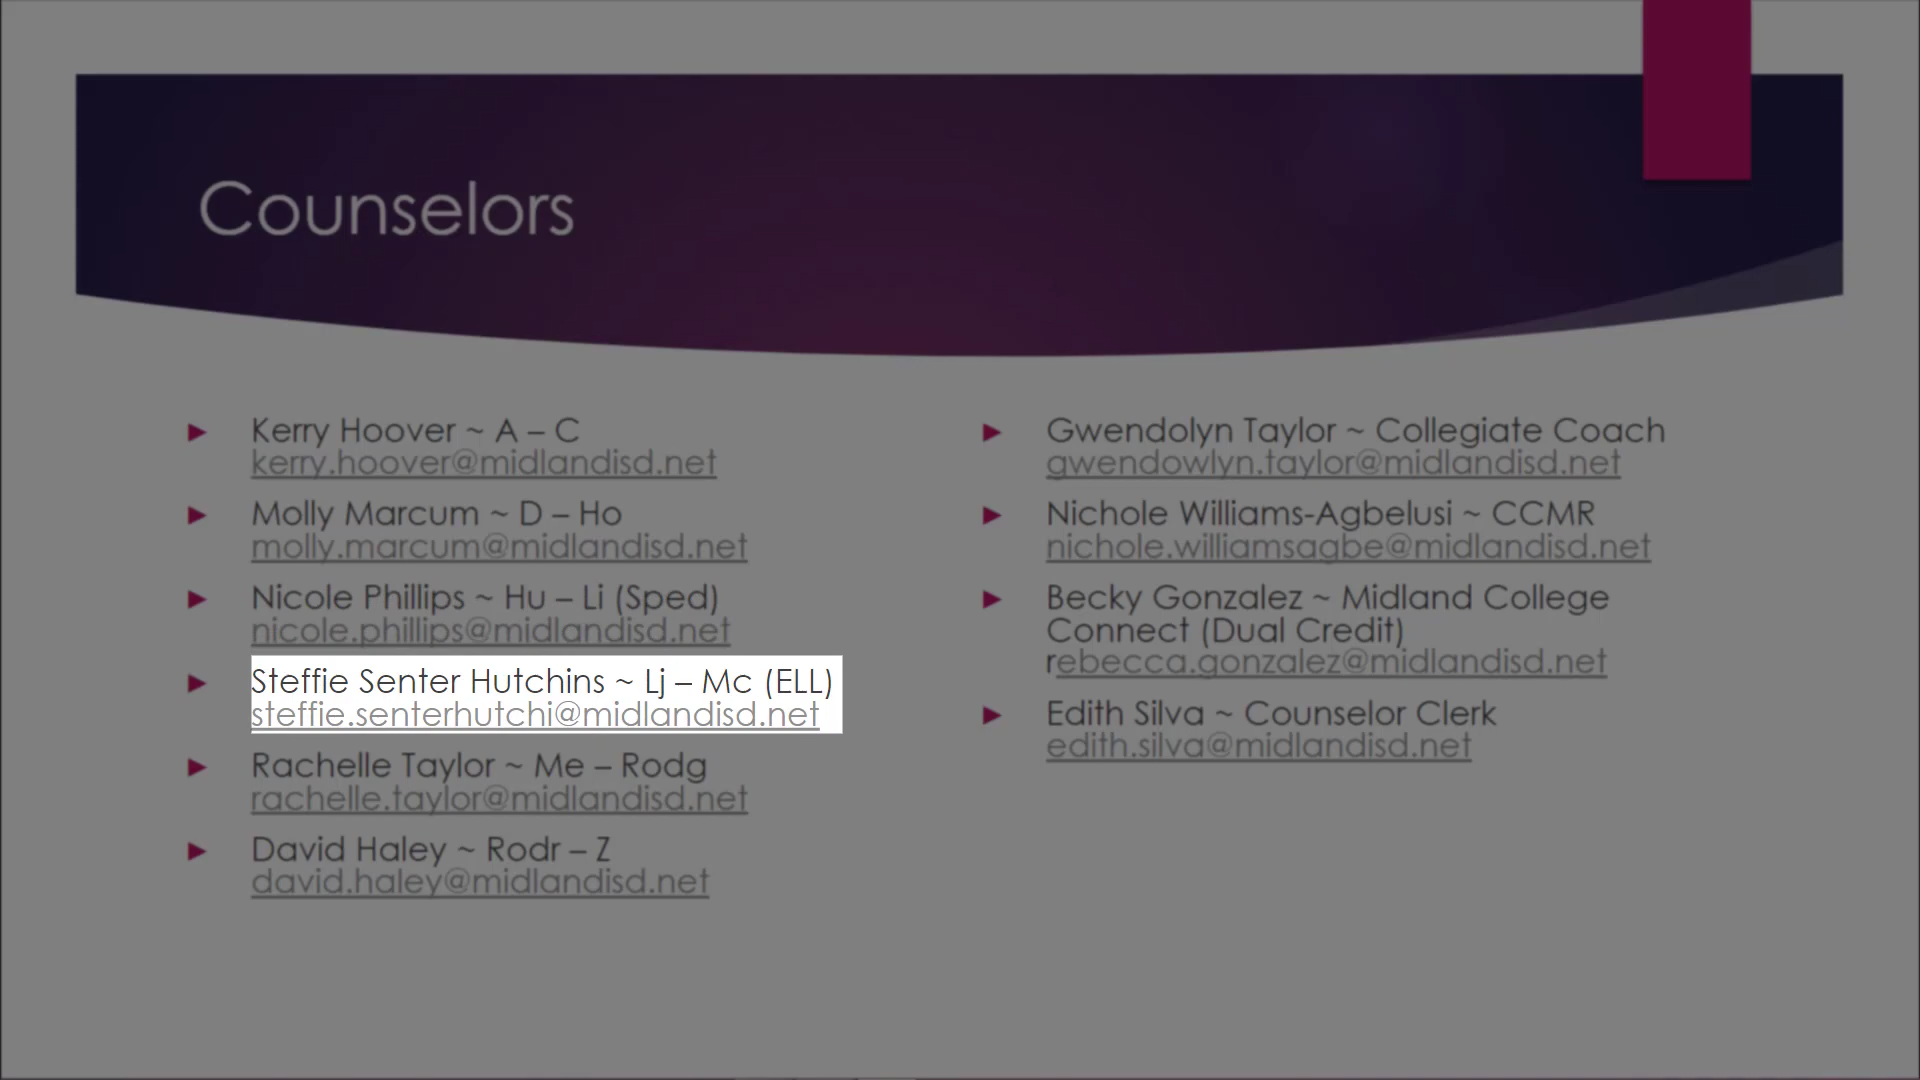 Counselors
Kerry Hoover ~ A – C
kerry.hoover@midlandisd.net
Molly Marcum ~ D – Ho
molly.marcum@midlandisd.net
Nicole Phillips ~ Hu – Li (Sped)
nicole.phillips@midlandisd.net
Steffie Senter Hutchins ~ Lj – Mc (ELL)
steffie.senterhutchi@midlandisd.net
Rachelle Taylor ~ Me – Rodg
rachelle.taylor@midlandisd.net
David Haley ~ Rodr – Z
david.haley@midlandisd.net
Gwendolyn Taylor ~ Collegiate Coach
gwendowlyn.taylor@midlandisd.net
Nichole Williams-Agbelusi ~ CCMR
nichole.williamsagbe@midlandisd.net
Becky Gonzalez ~ Midland College
Connect (Dual Credit)
rebecca.gonzalez@midlandisd.net
Edith Silva ~ Counselor Clerk
edith.silva@midlandisd.net